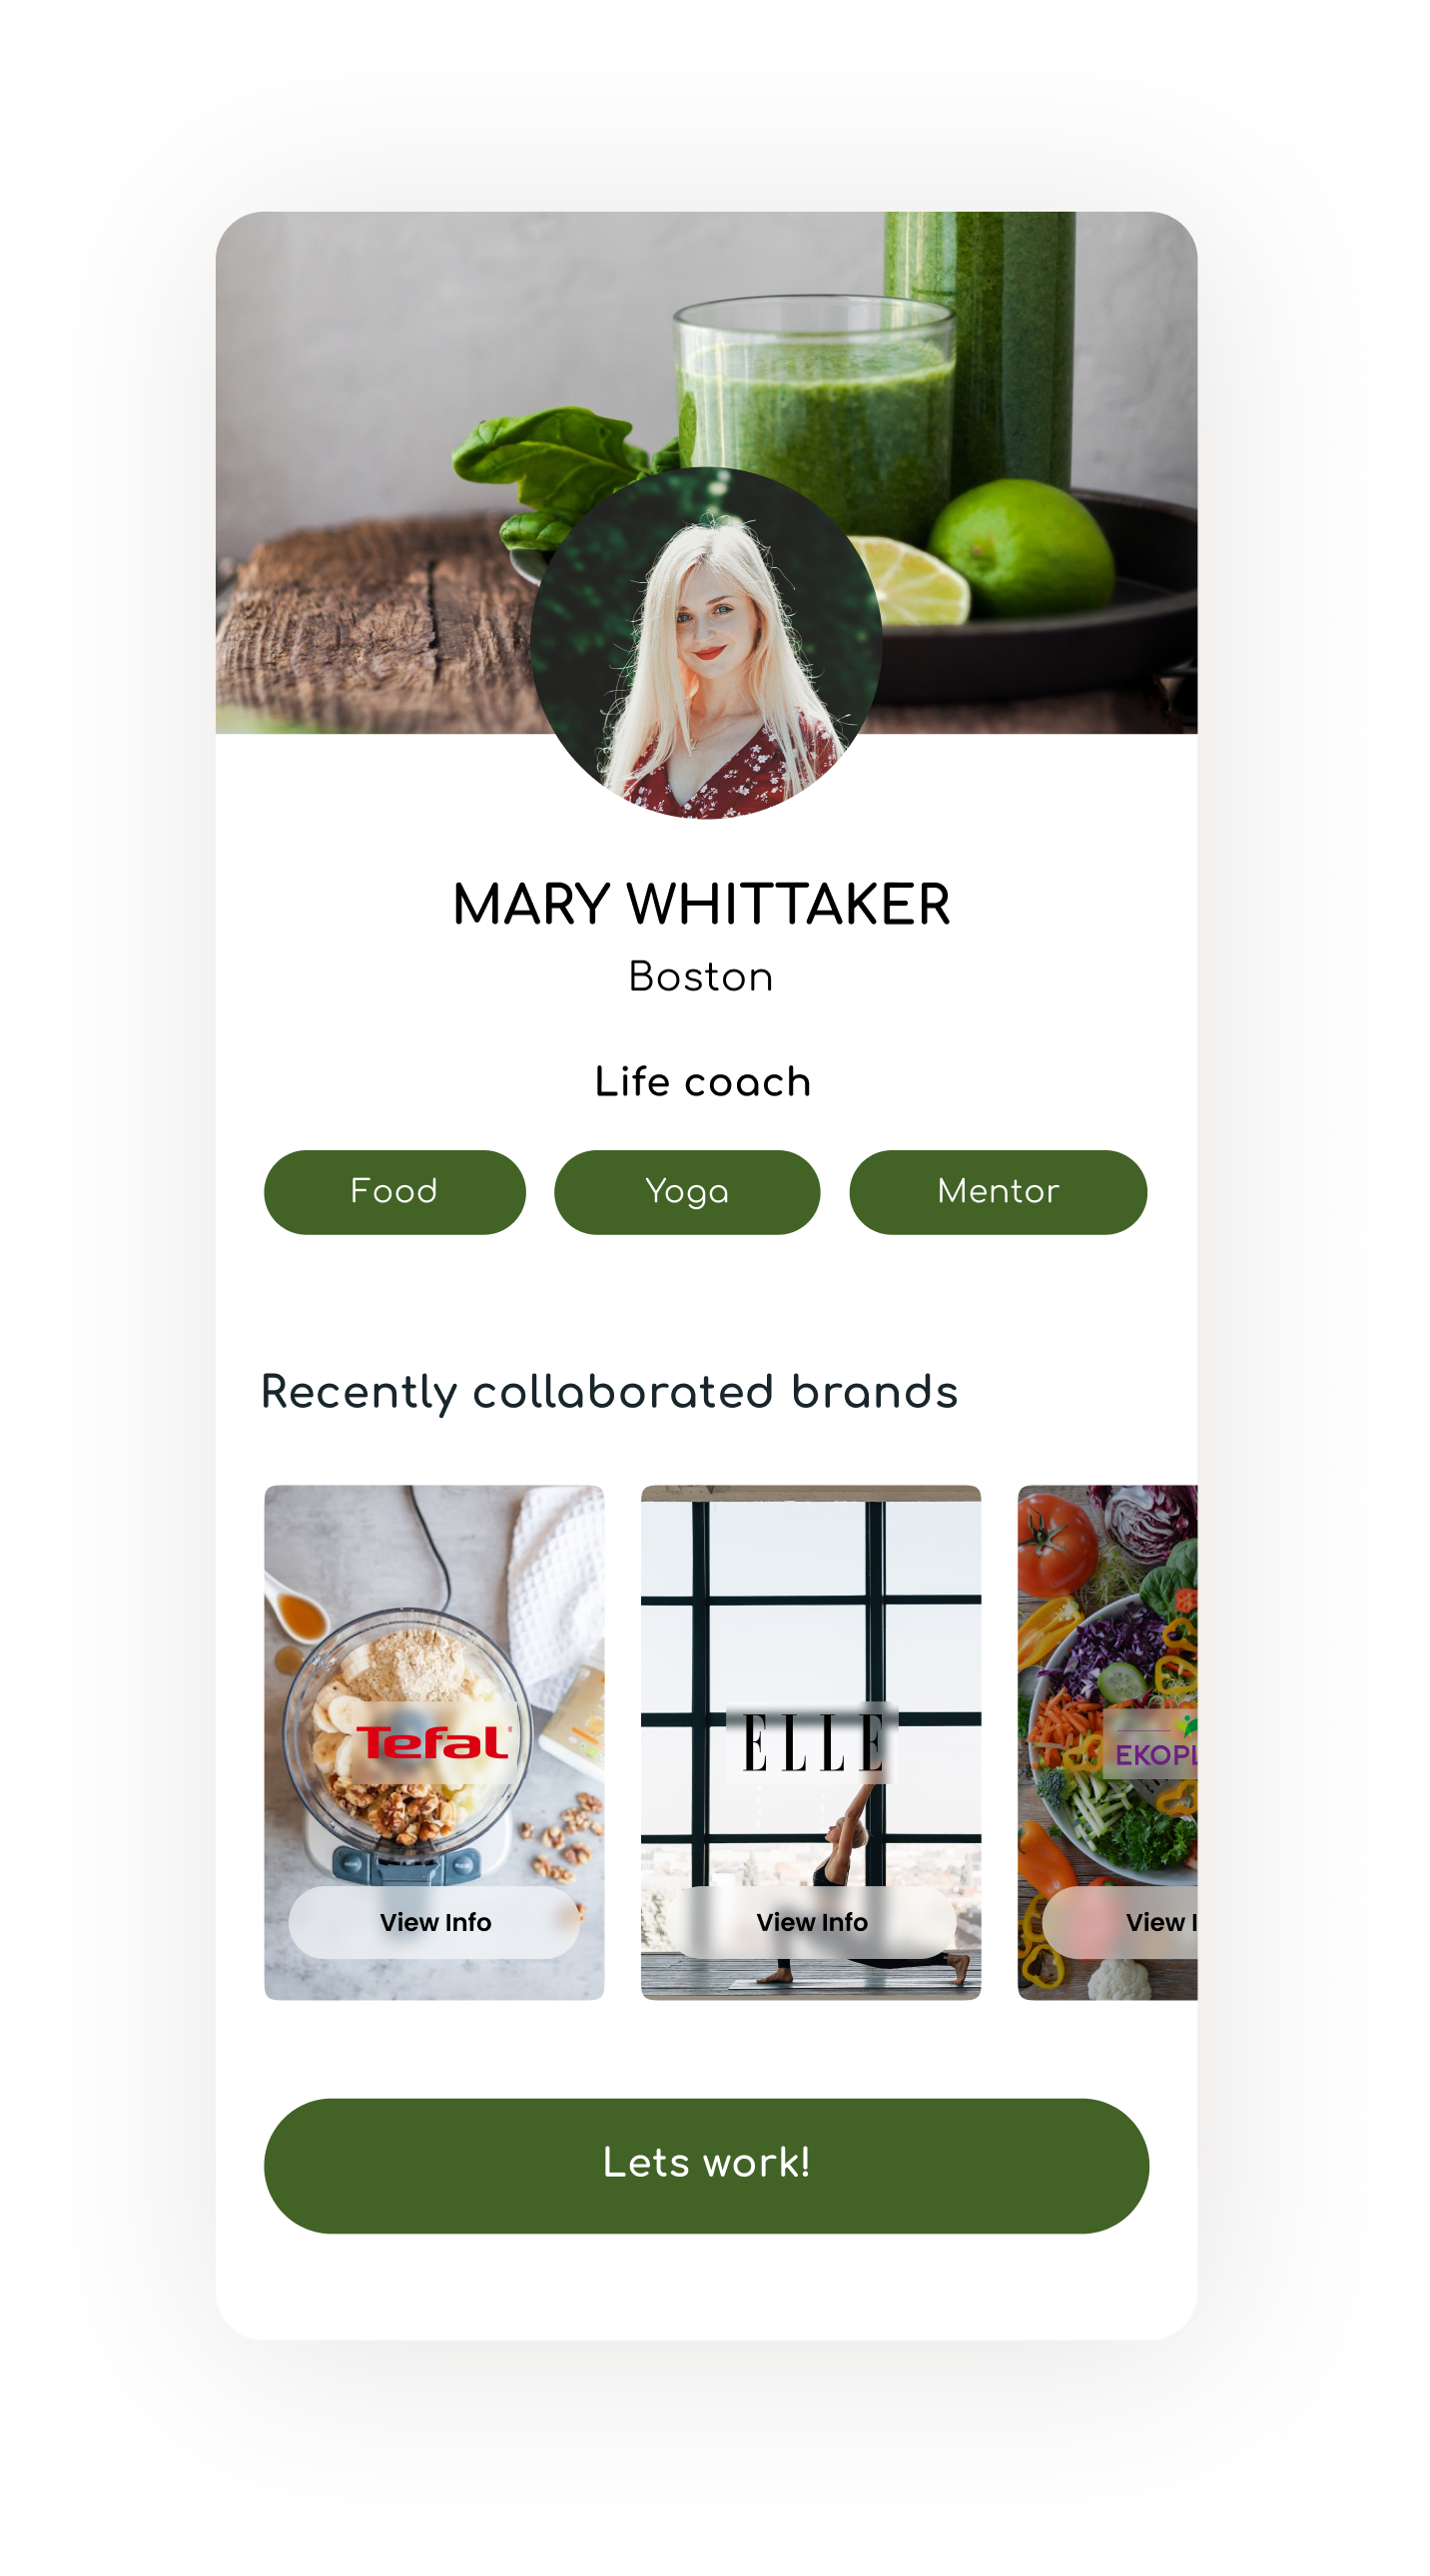 MARY WHITTAKER
Boston
Life coach
Food Yoga Mentor
Recently collaborated brands
Tefal ELLE
View Info View Info View
Lets work!